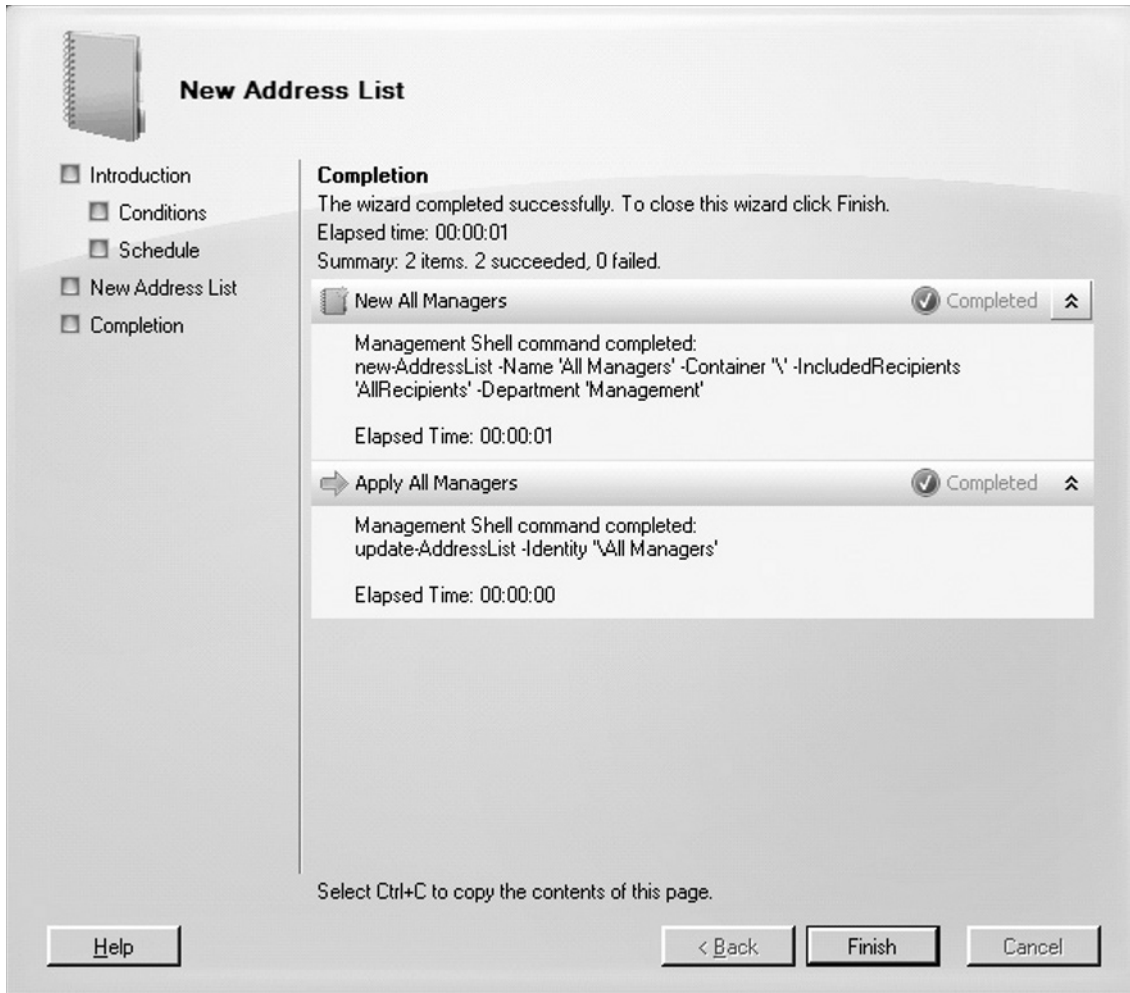 New Address List
Introduction
Conditions
Schedule
New Address List
Completion
Completion
The wizard completed successfully. To close this wizard click Finish.
Elapsed time: 00:00:01
Summary: 2 items. 2 succeeded, 0 failed.
New All Managers
Completed
Management Shell command completed:
new-AddressList -Name 'All Managers' -Container '\' -IncludedRecipients
'AllRecipients' -Department 'Management'
Elapsed Time: 00:00:01
Apply All Managers
Completed
Management Shell command completed:
update-AddressList -Identity '\All Managers'
Elapsed Time: 00:00:00
Select Ctrl+C to copy the contents of this page.
Help
< Back
Finish
Cancel